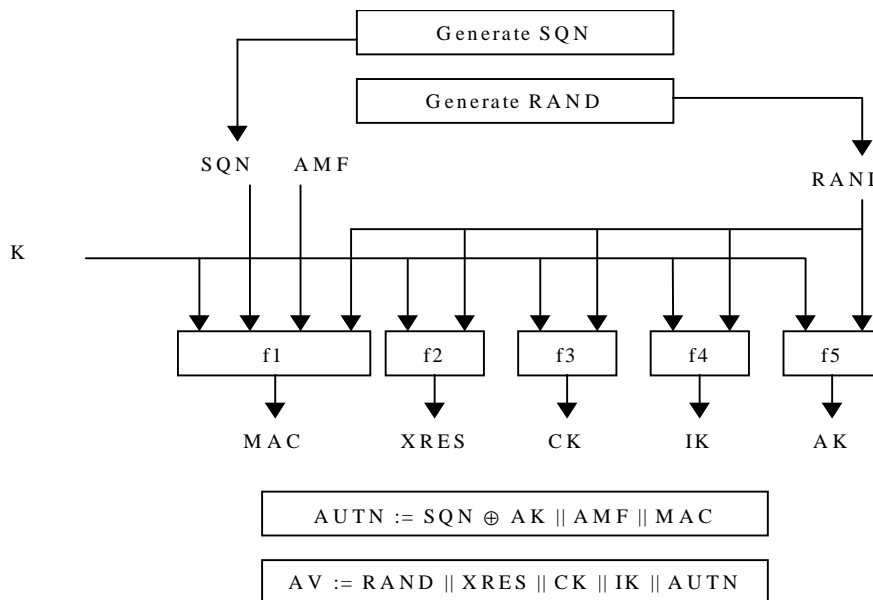 Generate SQN
Generate RAND
SQN AMF
RAND
K
f1 f2 f3 f4 f5
MAC XRES CK IK AK
AUTN := SQN ⊕ AK || AMF || MAC
AV := RAND || XRES || CK || IK || AUTN